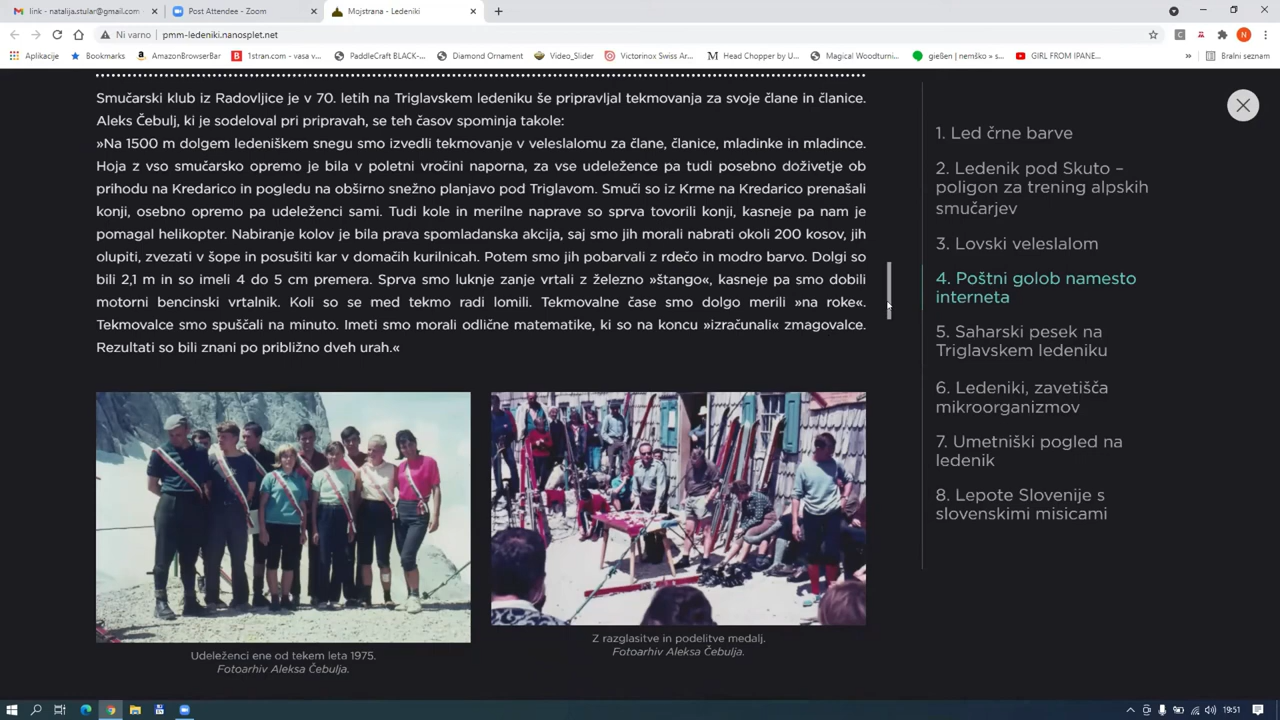 link - natalija.stular@gmail.com
Post Attendee - Zoom
Mojstrana - Ledeniki
Ni varno | pmm-ledeniki.nanosplet.net
Aplikacije
Bookmarks
AmazonBrowserBar
1stran.com - vasa v...
PaddleCraft BLACK-...
Diamond Ornament
Video_Slider
Victorinox Swiss Ar...
Head Chopper by U...
Magical Woodturni...
gießen | nemško » s...
GIRL FROM IPANE...
»
Bralni seznam
Smučarski klub iz Radovljice je v 70. letih na Triglavskem ledeniku še pripravljal tekmovanja za svoje člane in članice.
Aleks Čebulj, ki je sodeloval pri pripravah, se teh časov spominja takole:
»Na 1500 m dolgem ledeniškem snegu smo izvedli tekmovanje v veleslalomu za člane, članice, mladinke in mladince.
Hoja z vso smučarsko opremo je bila v poletni vročini naporna, za vse udeležence pa tudi posebno doživetje ob
prihodu na Kredarico in pogledu na obširno snežno planjavo pod Triglavom. Smuči so iz Krme na Kredarico prenašali
konji, osebno opremo pa udeleženci sami. Tudi kole in merilne naprave so sprva tovorili konji, kasneje pa nam je
pomagal helikopter. Nabiranje kolov je bila prava spomladanska akcija, saj smo jih morali nabrati okoli 200 kosov, jih
olupiti, zvezati v šope in posušiti kar v domačih kurilnicah. Potem smo jih pobarvali z rdečo in modro barvo. Dolgi so
bili 2,1 m in so imeli 4 do 5 cm premera. Sprva smo luknje zanje vrtali z železno »štango«, kasneje pa smo dobili
motorni bencinski vrtalnik. Koli so se med tekmo radi lomili. Tekmovalne čase smo dolgo merili »na roke«.
Tekmovalce smo spuščali na minuto. Imeti smo morali odlične matematike, ki so na koncu »izračunali« zmagovalce.
Rezultati so bili znani po približno dveh urah.«
Udeleženci ene od tekem leta 1975.
Fotoarhiv Aleksa Čebulja.
Z razglasitve in podelitve medalj.
Fotoarhiv Aleksa Čebulja.
1. Led črne barve
2. Ledenik pod Skuto –
poligon za trening alpskih
smučarjev
3. Lovski veleslalom
4. Poštni golob namesto
interneta
5. Saharski pesek na
Triglavskem ledeniku
6. Ledeniki, zavetišča
mikroorganizmov
7. Umetniški pogled na
ledenik
8. Lepote Slovenije s
slovenskimi misicami
19:51